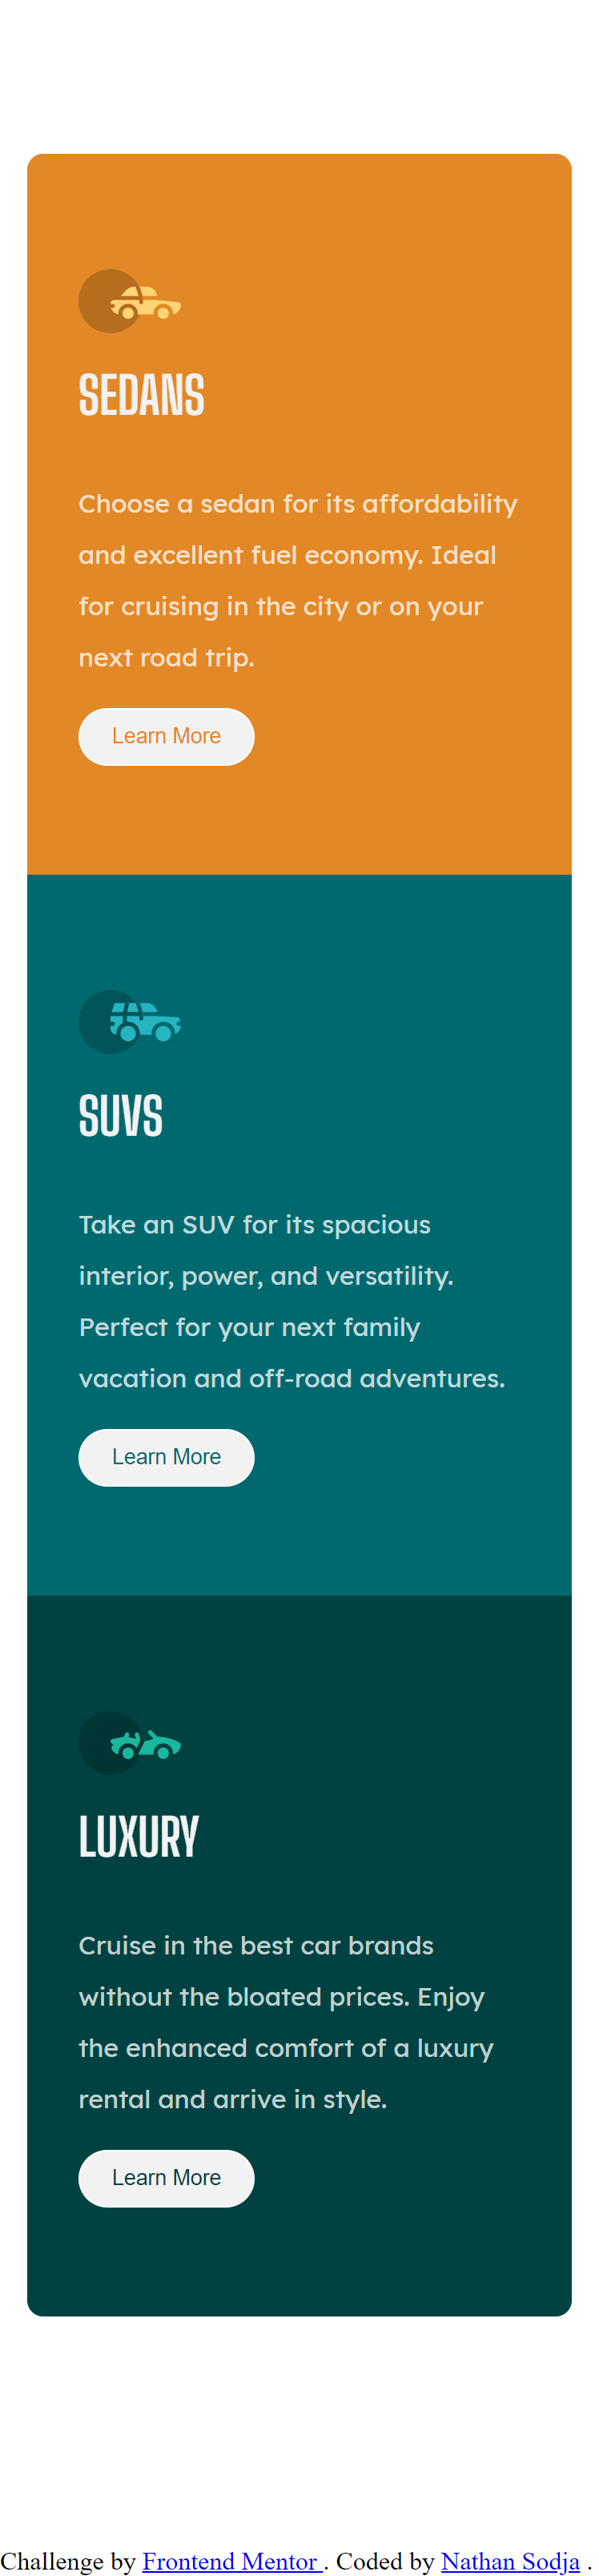 SEDANS
Choose a sedan for its affordability
and excellent fuel economy. Ideal
for cruising in the city or on your
next road trip.
Learn More
SUVS
Take an SUV for its spacious
interior, power, and versatility.
Perfect for your next family
vacation and off-road adventures.
Learn More
LUXURY
Cruise in the best car brands
without the bloated prices. Enjoy
the enhanced comfort of a luxury
rental and arrive in style.
Learn More
Challenge by Frontend Mentor . Coded by Nathan Sodja .